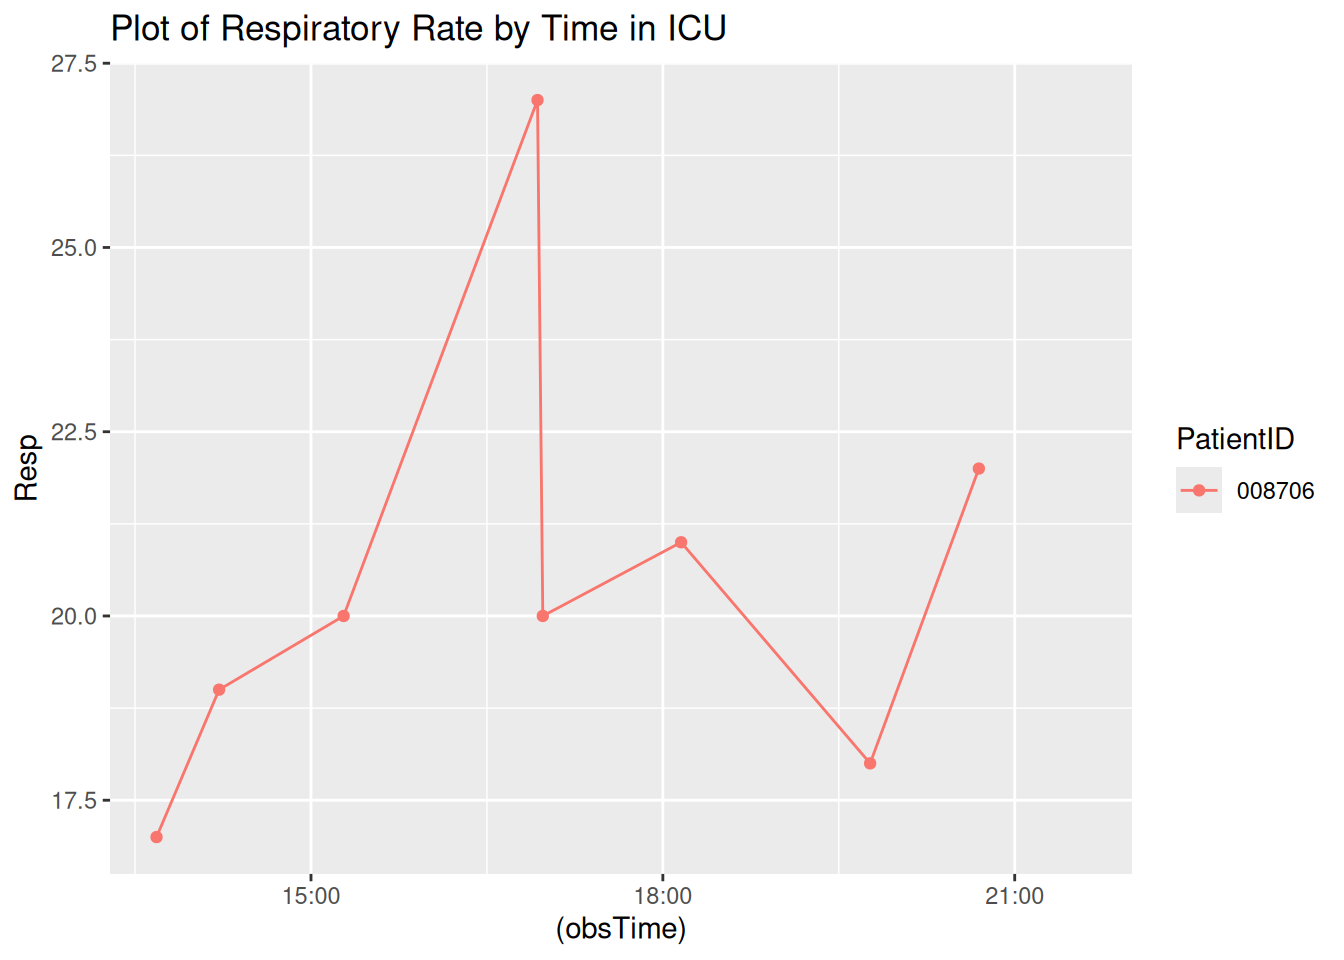 Plot of Respiratory Rate by Time in ICU
27.5
25.0
22.5
20.0
17.5
Resp
15:00 18:00 21:00
(obsTime)
PatientID
008706